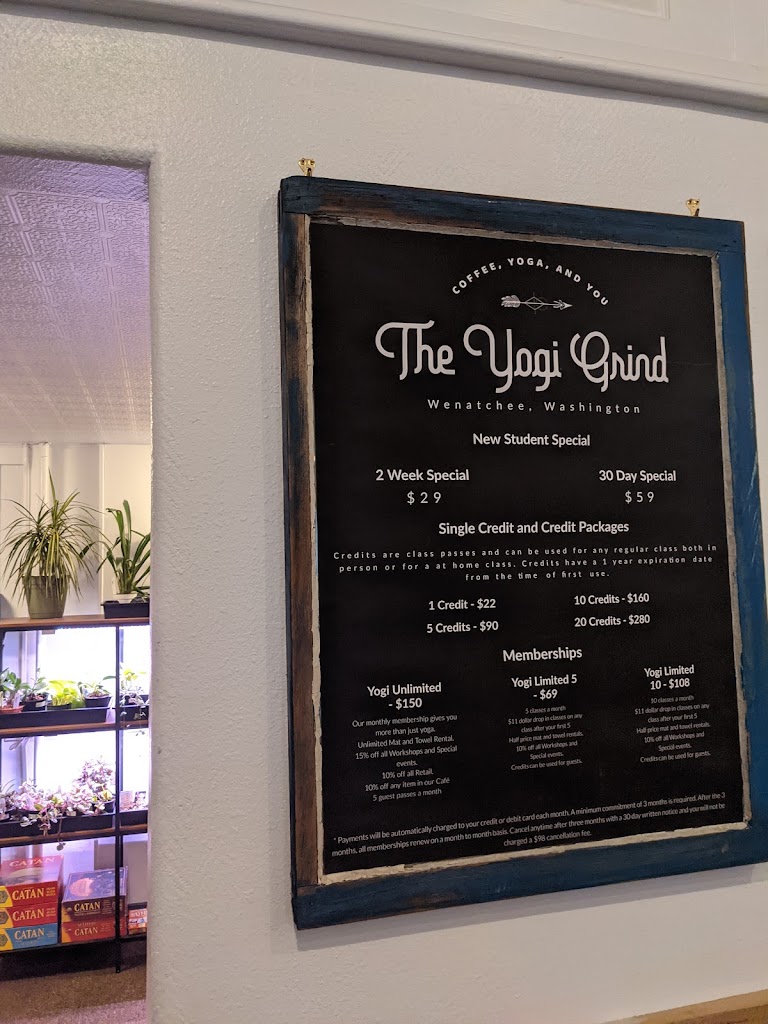 COFFEE, YOGA, AND YOU
The Yogi Grind
Wenatchee, Washington
New Student Special
2 Week Special
$29
30 Day Special
$59
Single Credit and Credit Packages
Credits are class passes and can be used for any regular class both in
person or for a at home class. Credits have a 1 year expiration date
from the time of first use.
1 Credit - $22
10 Credits - $160
5 Credits - $90
20 Credits - $280
Memberships
Yogi Unlimited
- $150
Our monthly membership gives you
more than just yoga.
Unlimited Mat and Towel Rental.
15% off all Workshops and Special
events.
10% off all Retail.
10% off any item in our Café
5 guest passes a month
Yogi Limited 5
- $69
5 classes a month
$11 dollar drop in classes on any
class after your first 5
Half price mat and towel rentals.
10% off all Workshops and
Special events.
Credits can be used for guests.
Yogi Limited
10 - $108
10 classes a month
$11 dollar drop in classes on any
class after your first 5
Half price mat and towel rentals.
10% off all Workshops and
Special events.
Credits can be used for guests.
* Payments will be automatically charged to your credit or debit card each month. A minimum commitment of 3 months is required. After the 3
months, all memberships renew on a month to month basis. Cancel anytime after three months with a 30 day written notice and you will not be
charged a $98 cancellation fee.
CATAN
CATAN
CATAN
CATAN
CATAN
CATAN